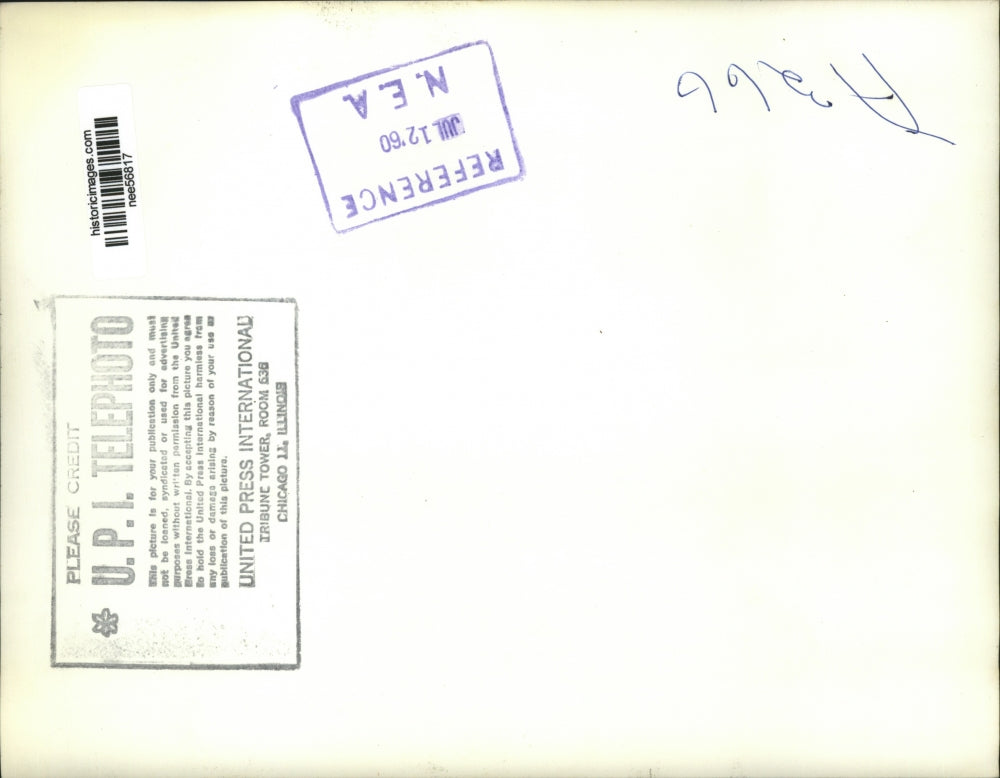 historicimages.com
nee56817
N.E.A.
JUL 12 '60
REFERENCE
PLEASE CREDIT
U.P.I. TELEPHOTO
This picture is for your publication only and must
not be loaned, syndicated or used for advertising
purposes without written permission from the United
Press International. By accepting this picture you agree
to hold the United Press International harmless from
any loss or damage arising by reason of your use or
publication of this picture.
UNITED PRESS INTERNATIONAL
TRIBUNE TOWER, ROOM 636
CHICAGO 11, ILLINOIS